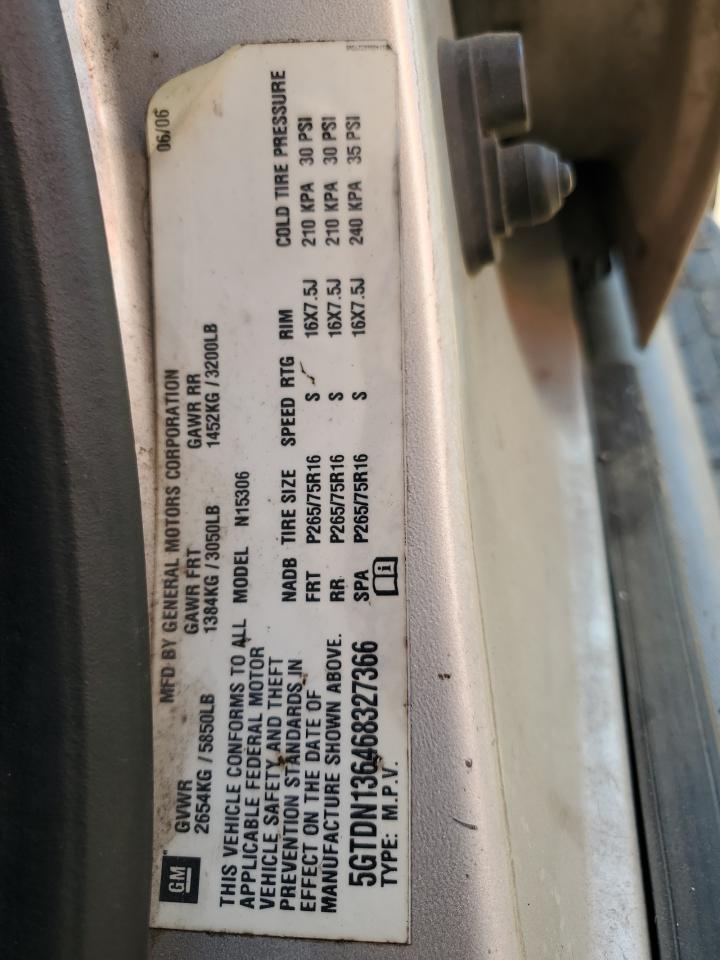 MFD BY GENERAL MOTORS CORPORATION 06/06
GM
GVWR GAWR FRT GAWR RR
2654KG / 5850LB 1384KG / 3050LB 1452KG / 3200LB
THIS VEHICLE CONFORMS TO ALL
APPLICABLE FEDERAL MOTOR
VEHICLE SAFETY AND THEFT
PREVENTION STANDARDS IN
EFFECT ON THE DATE OF
MANUFACTURE SHOWN ABOVE.
5GTDN136468327366
TYPE: M.P.V.
MODEL N15306
NADB TIRE SIZE SPEED RTG RIM COLD TIRE PRESSURE
FRT P265/75R16 S 16X7.5J 210 KPA 30 PSI
RR P265/75R16 S 16X7.5J 210 KPA 30 PSI
SPA P265/75R16 S 16X7.5J 240 KPA 35 PSI